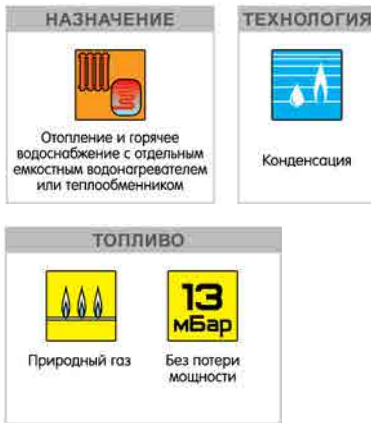 НАЗНАЧЕНИЕ
Отопление и горячее
водоснабжение с отдельным
емкостным водонагревателем
или теплообменником
ТЕХНОЛОГИЯ
Конденсация
ТОПЛИВО
Природный газ
13
мБар
Без потери
мощности